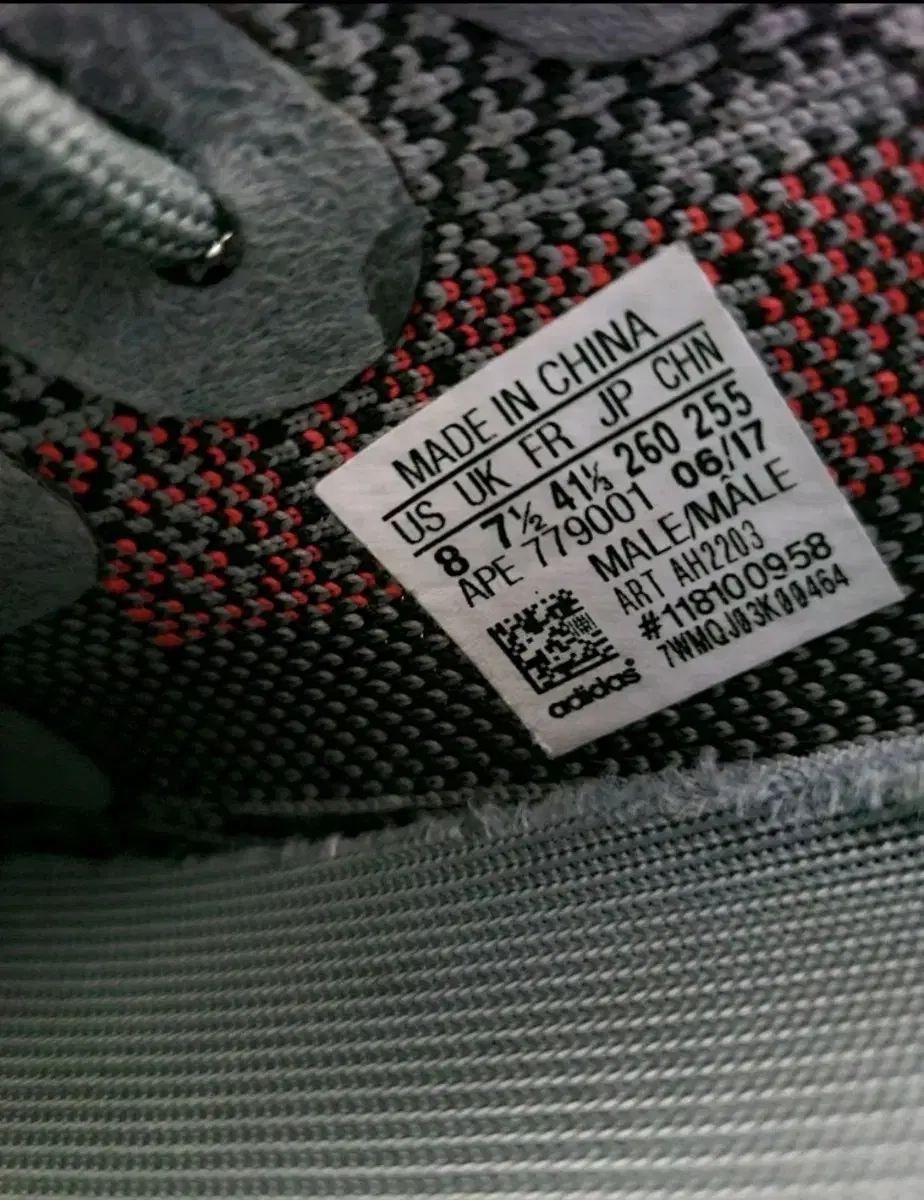 MADE IN CHINA
US UK FR JP CHN
8 7½ 41⅓ 260 255
APE 779001 06/17
MALE/MÂLE
ART AH2203
#118100958
7WMQJ03K00464
adidas